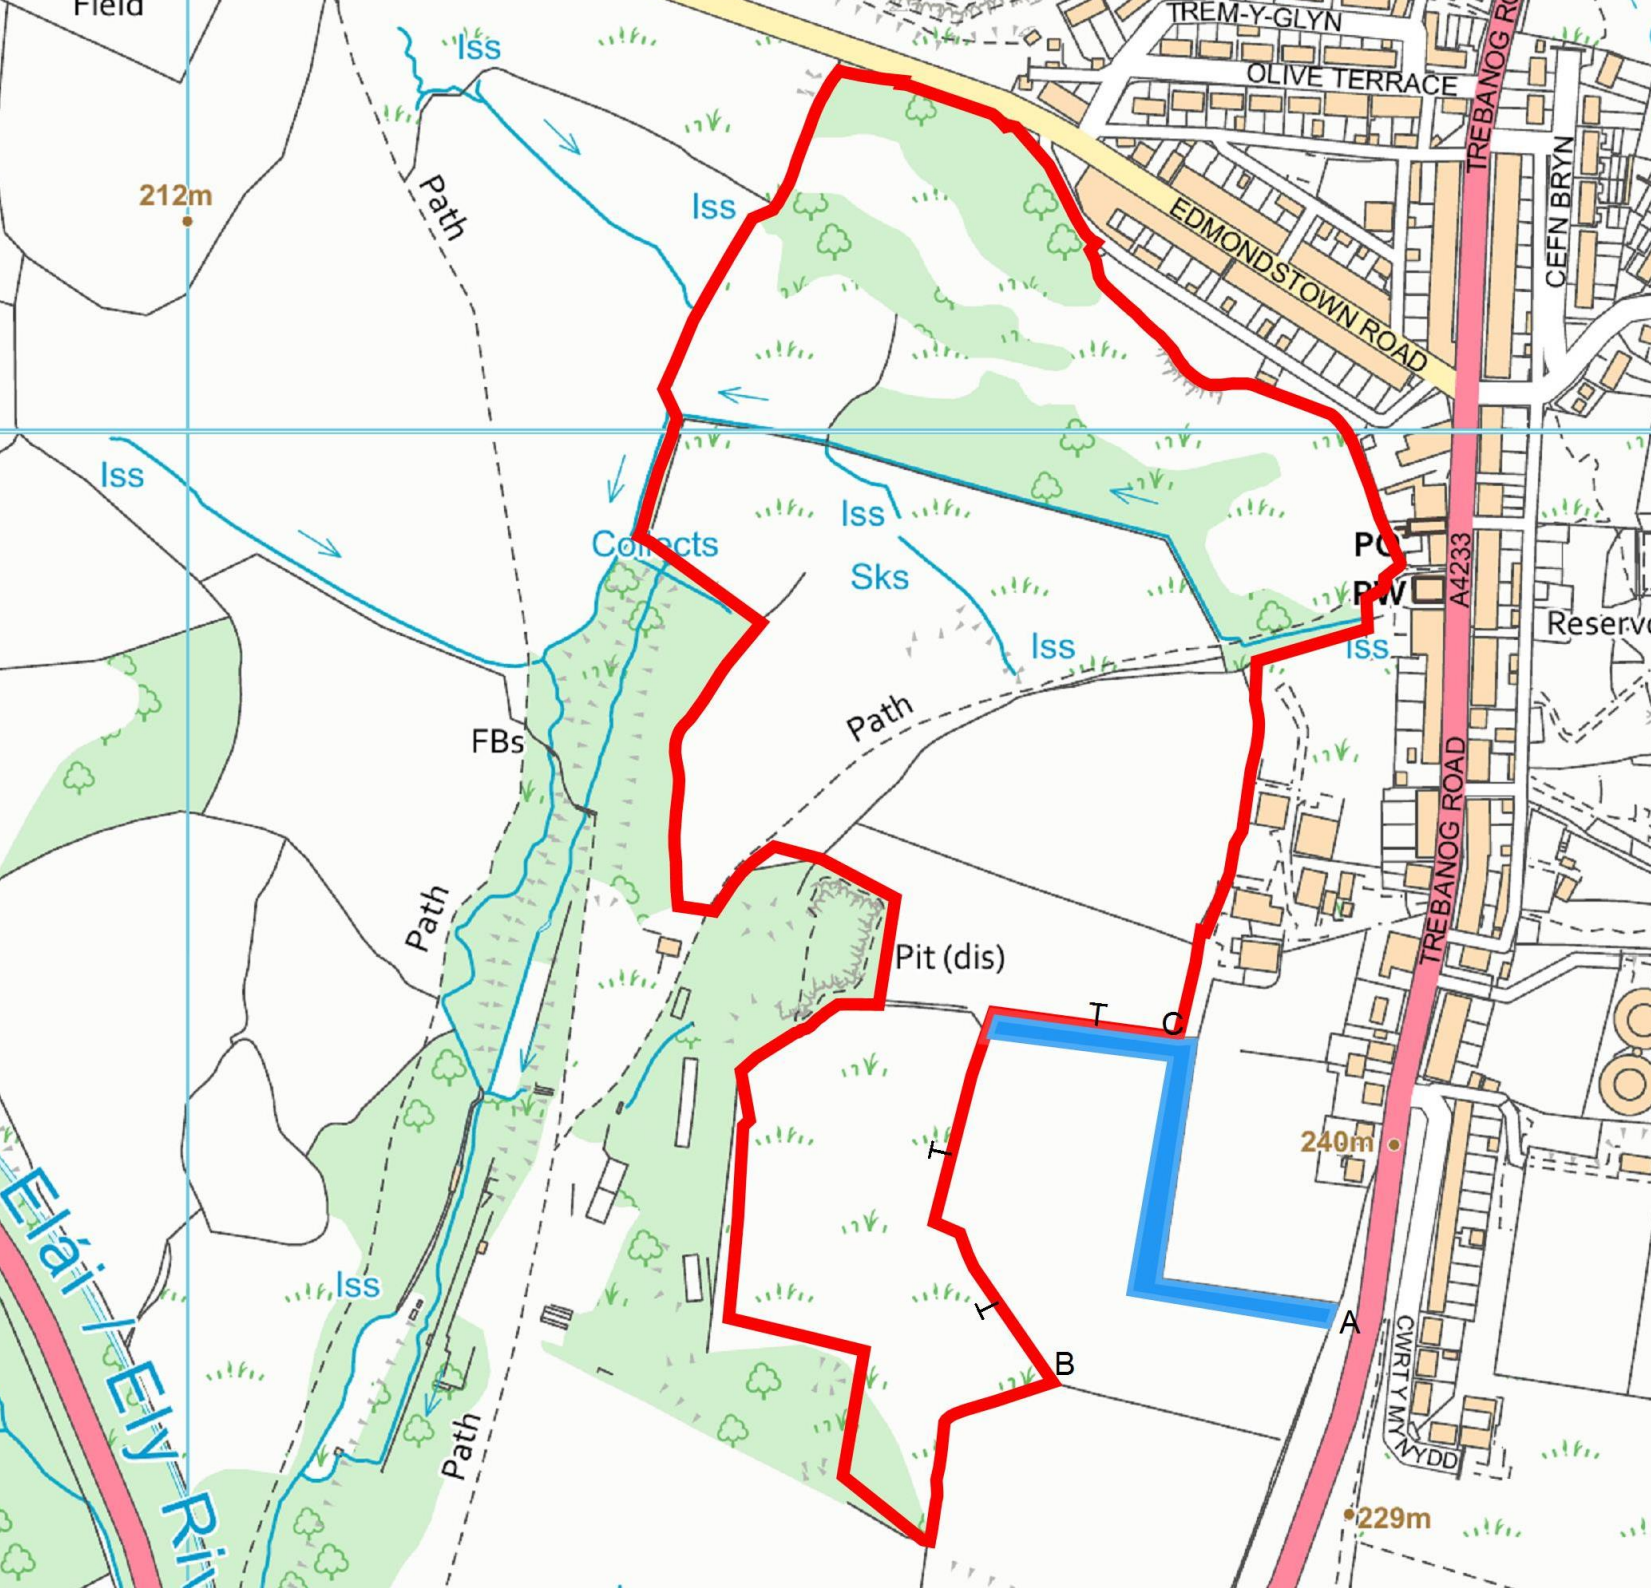 Field
TREM-Y-GLYN
TREBANOG RO
Iss
OLIVE TERRACE
212m
Path
Iss
EDMONDSTOWN ROAD
CEFN BRYN
Iss
Iss
Collects
PO
A4233
Sks
PW
Iss
Iss
Reservo
Path
FBs
TREBANOG ROAD
Path
Pit (dis)
T
C
240m
T
Elái / Ely Riv
Iss
T
A
B
CWRT Y MYNYDD
Path
229m